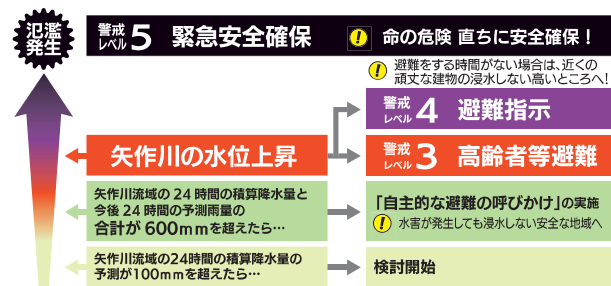 氾濫
発生
警戒
レベル 5 緊急安全確保
! 命の危険 直ちに安全確保！
! 避難をする時間がない場合は、近くの
頑丈な建物の浸水しない高いところへ！
警戒
レベル 4 避難指示
矢作川の水位上昇
警戒
レベル 3 高齢者等避難
矢作川流域の24時間の積算降水量と
今後24時間の予測雨量の
合計が600mmを超えたら…
「自主的な避難の呼びかけ」の実施
! 水害が発生しても浸水しない安全な地域へ
矢作川流域の24時間の積算降水量の
予測が100mmを超えたら…
検討開始